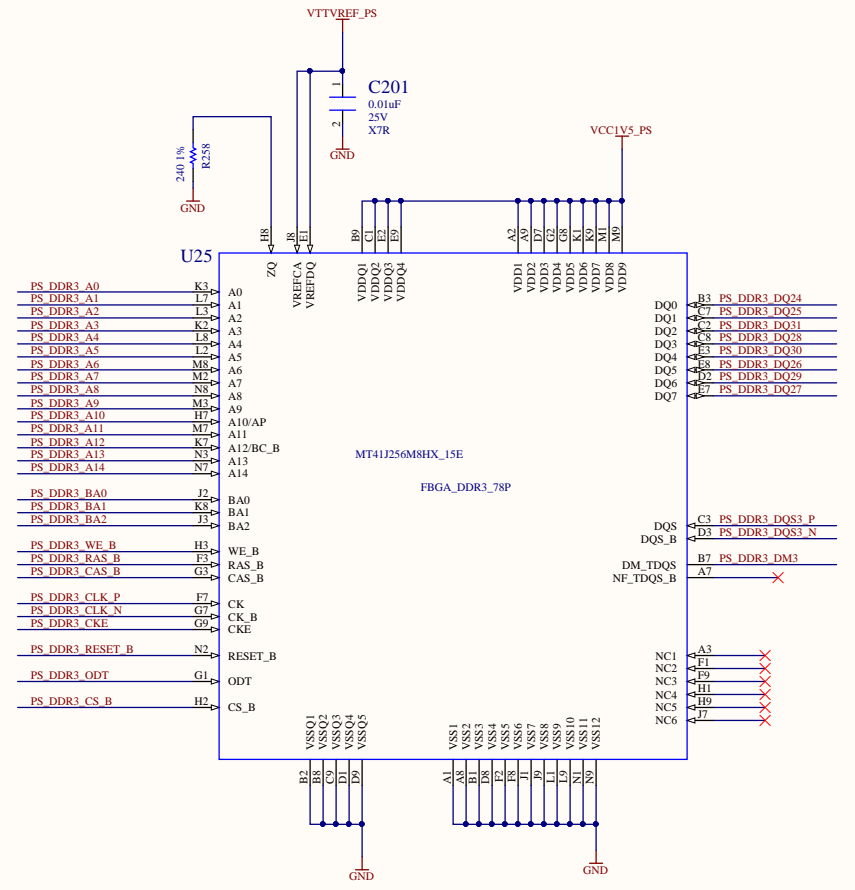 VTTVREF_PS
1
C201
0.01uF
25V
X7R
2
GND
240 1%
R258
GND
VCC1V5_PS
H8
J8
E1
B9
C1
E2
E9
A2
A9
D7
G2
G8
K1
K9
M1
M9
U25
ZQ
VREFCA
VREFDQ
VDDQ1
VDDQ2
VDDQ3
VDDQ4
VDD1
VDD2
VDD3
VDD4
VDD5
VDD6
VDD7
VDD8
VDD9
PS_DDR3_A0 K3 A0
PS_DDR3_A1 L7 A1
PS_DDR3_A2 L3 A2
PS_DDR3_A3 K2 A3
PS_DDR3_A4 L8 A4
PS_DDR3_A5 L2 A5
PS_DDR3_A6 M8 A6
PS_DDR3_A7 M2 A7
PS_DDR3_A8 N8 A8
PS_DDR3_A9 M3 A9
PS_DDR3_A10 H7 A10/AP
PS_DDR3_A11 M7 A11
PS_DDR3_A12 K7 A12/BC_B
PS_DDR3_A13 N3 A13
PS_DDR3_A14 N7 A14
PS_DDR3_BA0 J2 BA0
PS_DDR3_BA1 K8 BA1
PS_DDR3_BA2 J3 BA2
PS_DDR3_WE_B H3 WE_B
PS_DDR3_RAS_B F3 RAS_B
PS_DDR3_CAS_B G3 CAS_B
PS_DDR3_CLK_P F7 CK
PS_DDR3_CLK_N G7 CK_B
PS_DDR3_CKE G9 CKE
PS_DDR3_RESET_B N2 RESET_B
PS_DDR3_ODT G1 ODT
PS_DDR3_CS_B H2 CS_B
MT41J256M8HX_15E
FBGA_DDR3_78P
DQ0 B3 PS_DDR3_DQ24
DQ1 C7 PS_DDR3_DQ25
DQ2 C2 PS_DDR3_DQ31
DQ3 C8 PS_DDR3_DQ28
DQ4 E3 PS_DDR3_DQ30
DQ5 E8 PS_DDR3_DQ26
DQ6 D2 PS_DDR3_DQ29
DQ7 E7 PS_DDR3_DQ27
DQS C3 PS_DDR3_DQS3_P
DQS_B D3 PS_DDR3_DQS3_N
DM_TDQS B7 PS_DDR3_DM3
NF_TDQS_B A7
NC1 A3
NC2 F1
NC3 F9
NC4 H1
NC5 H9
NC6 J7
VSSQ1
VSSQ2
VSSQ3
VSSQ4
VSSQ5
VSS1
VSS2
VSS3
VSS4
VSS5
VSS6
VSS7
VSS8
VSS9
VSS10
VSS11
VSS12
B2
B8
C9
D1
D9
A1
A8
B1
D8
F2
F8
J1
J9
L1
L9
N1
N9
GND
GND